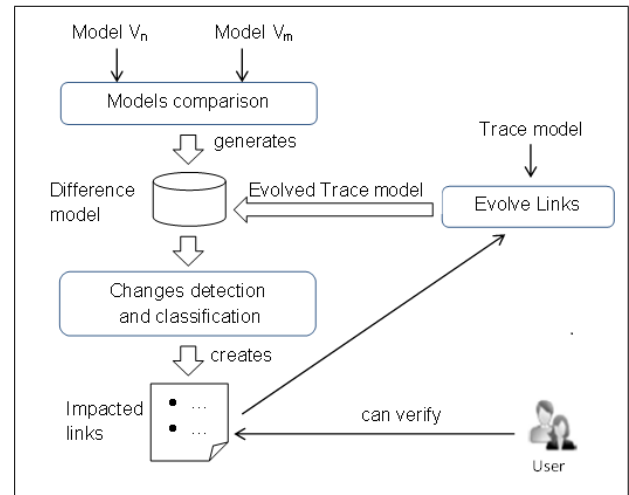 Model Vn
Model Vm
Models comparison
generates
Trace model
Difference
model
Evolved Trace model
Evolve Links
Changes detection
and classification
creates
Impacted
links
• ...
• ...
can verify
User